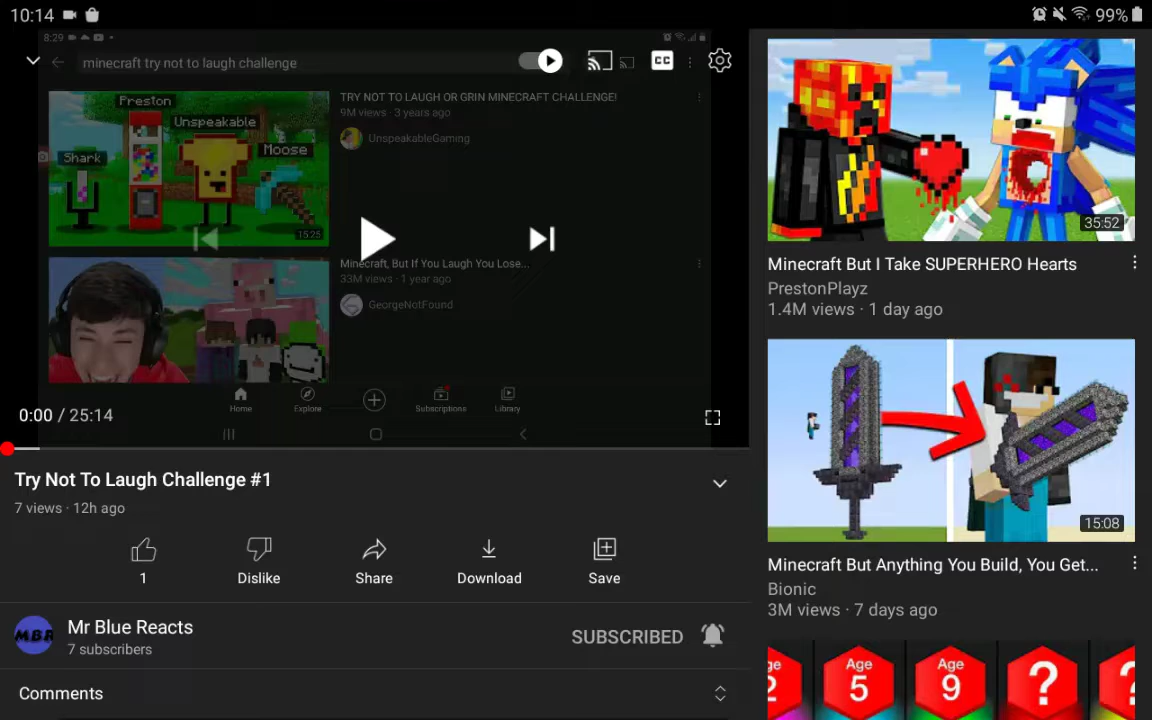 10:14
99%
8:29
minecraft try not to laugh challenge
CC
Preston
Unspeakable
Moose
Shark
15:25
TRY NOT TO LAUGH OR GRIN MINECRAFT CHALLENGE!
9M views · 3 years ago
UnspeakableGaming
Minecraft, But If You Laugh You Lose...
33M views · 1 year ago
GeorgeNotFound
Home
Explore
Subscriptions
Library
0:00 / 25:14
Try Not To Laugh Challenge #1
7 views · 12h ago
1
Dislike
Share
Download
Save
MBR
Mr Blue Reacts
7 subscribers
SUBSCRIBED
Comments
35:52
Minecraft But I Take SUPERHERO Hearts
PrestonPlayz
1.4M views · 1 day ago
15:08
Minecraft But Anything You Build, You Get...
Bionic
3M views · 7 days ago
ge
2
Age
5
Age
9
?
?